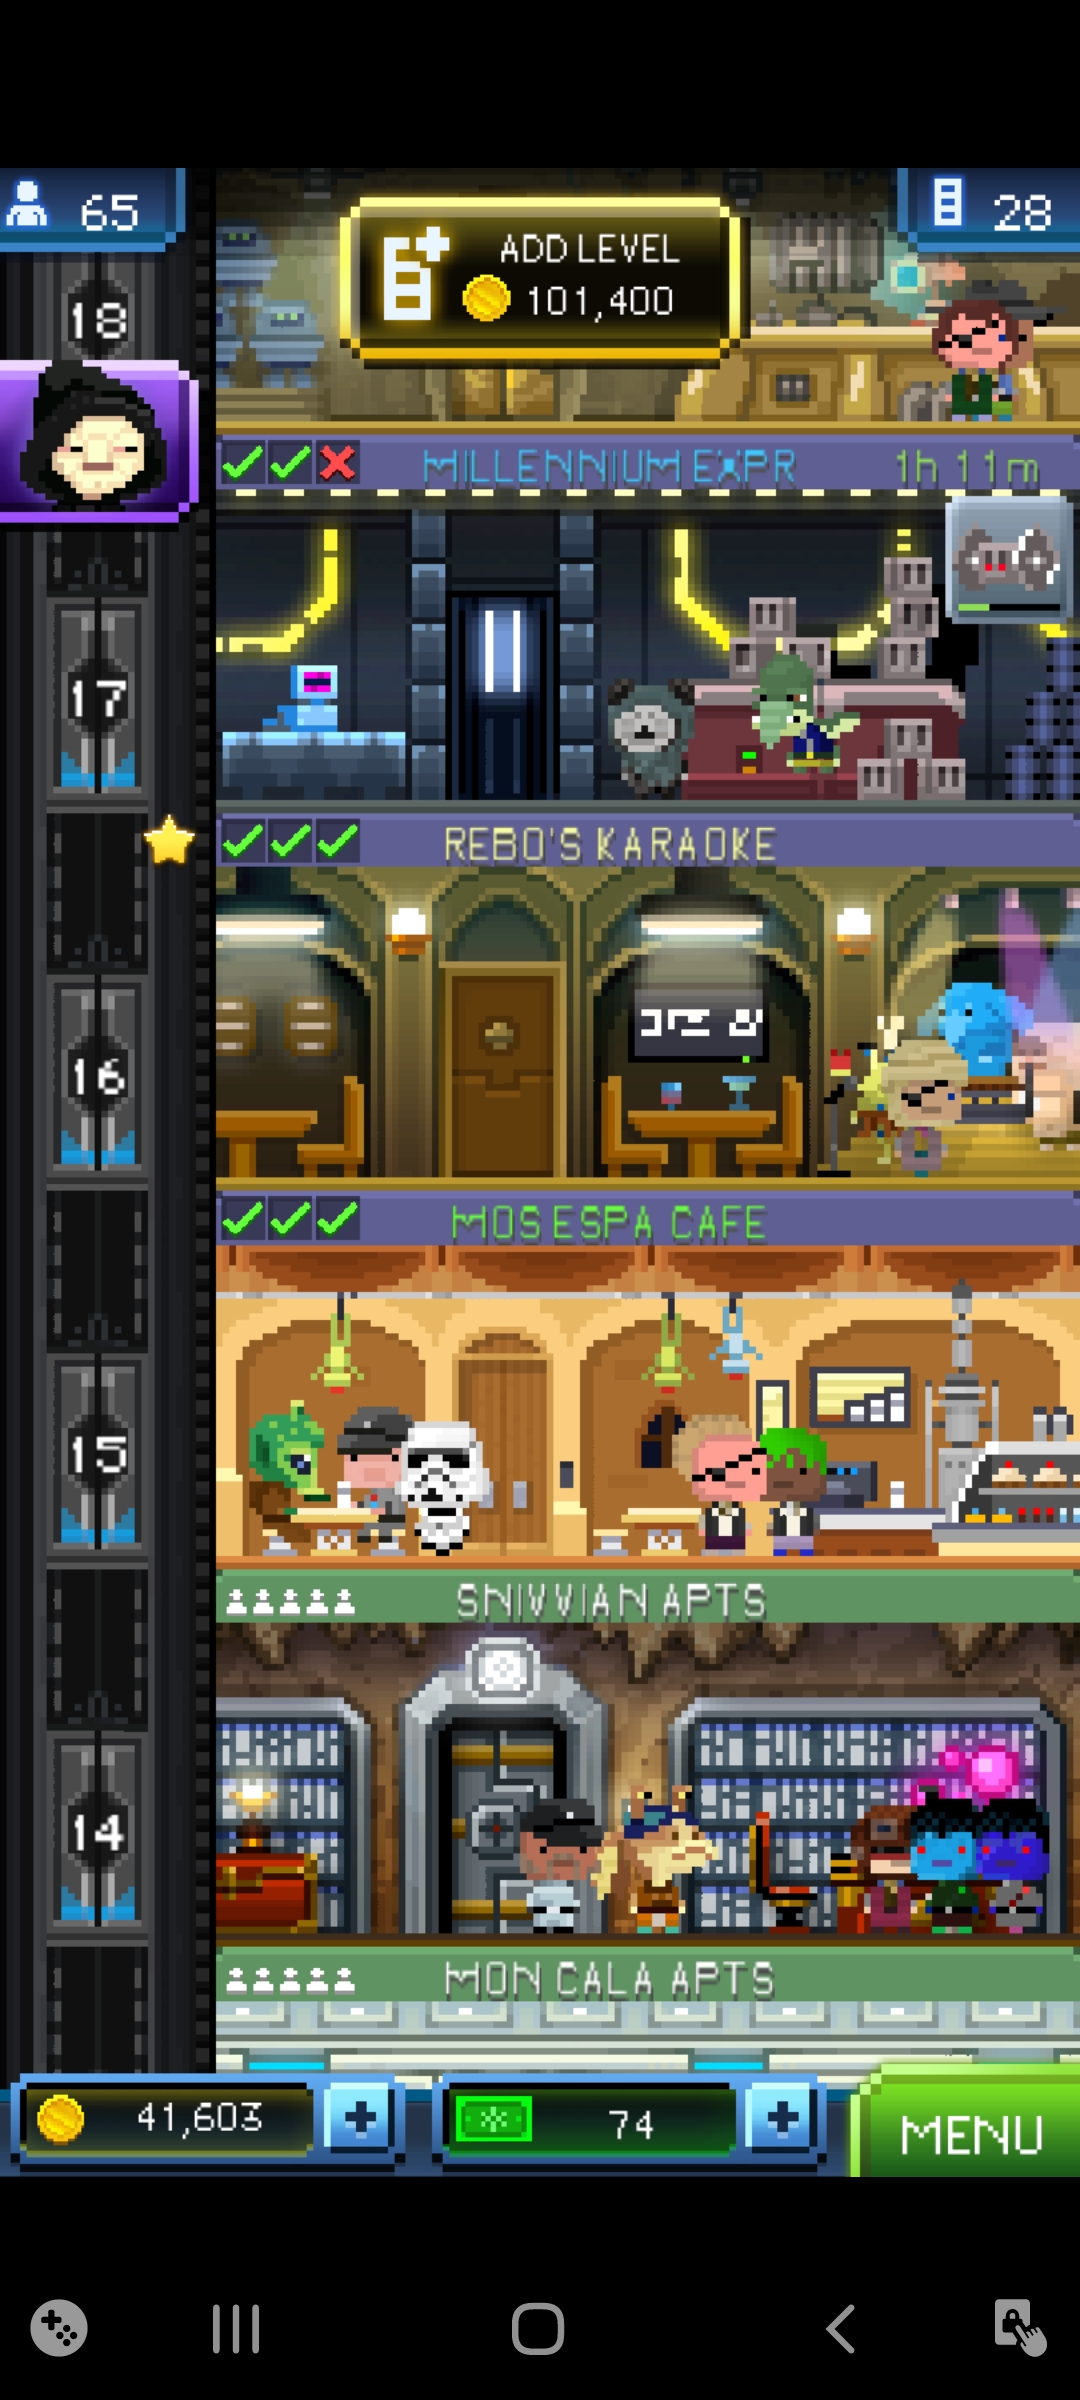 65
28
ADD LEVEL
101,400
18
MILLENNIUM EXPR
1h 11m
17
REBO'S KARAOKE
16
MOS ESPA CAFE
15
SNIVVIAN APTS
14
MON CALA APTS
41,603
74
MENU